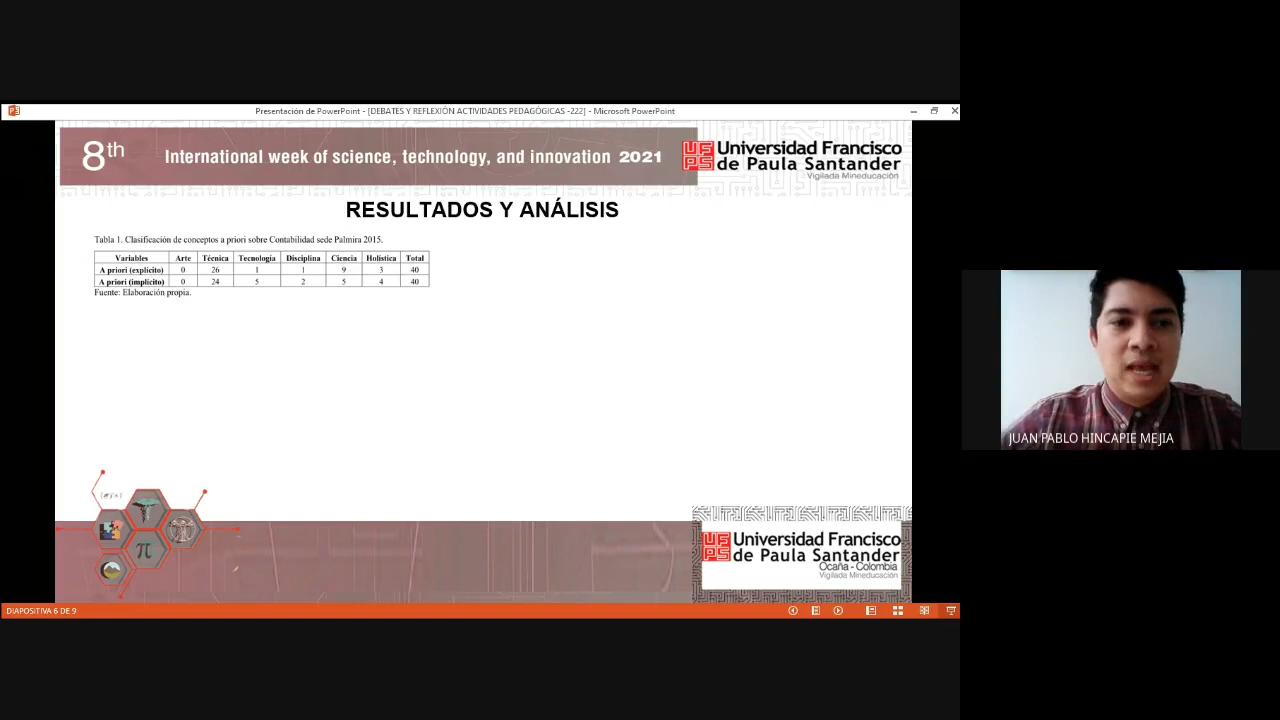 Presentación de PowerPoint - [DEBATES Y REFLEXIÓN ACTIVIDADES PEDAGÓGICAS -222] - Microsoft PowerPoint
8th International week of science, technology, and innovation 2021
UFPS Universidad Francisco
de Paula Santander
Vigilada Mineducación
RESULTADOS Y ANÁLISIS
Tabla 1. Clasificación de conceptos a priori sobre Contabilidad sede Palmira 2015.
Variables Arte Técnica Tecnología Disciplina Ciencia Holística Total
A priori (explícito) 0 26 1 1 9 3 40
A priori (implícito) 0 24 5 2 5 4 40
Fuente: Elaboración propia.
JUAN PABLO HINCAPIE MEJIA
π
UFPS Universidad Francisco
de Paula Santander
Ocaña - Colombia
Vigilada Mineducación
DIAPOSITIVA 6 DE 9